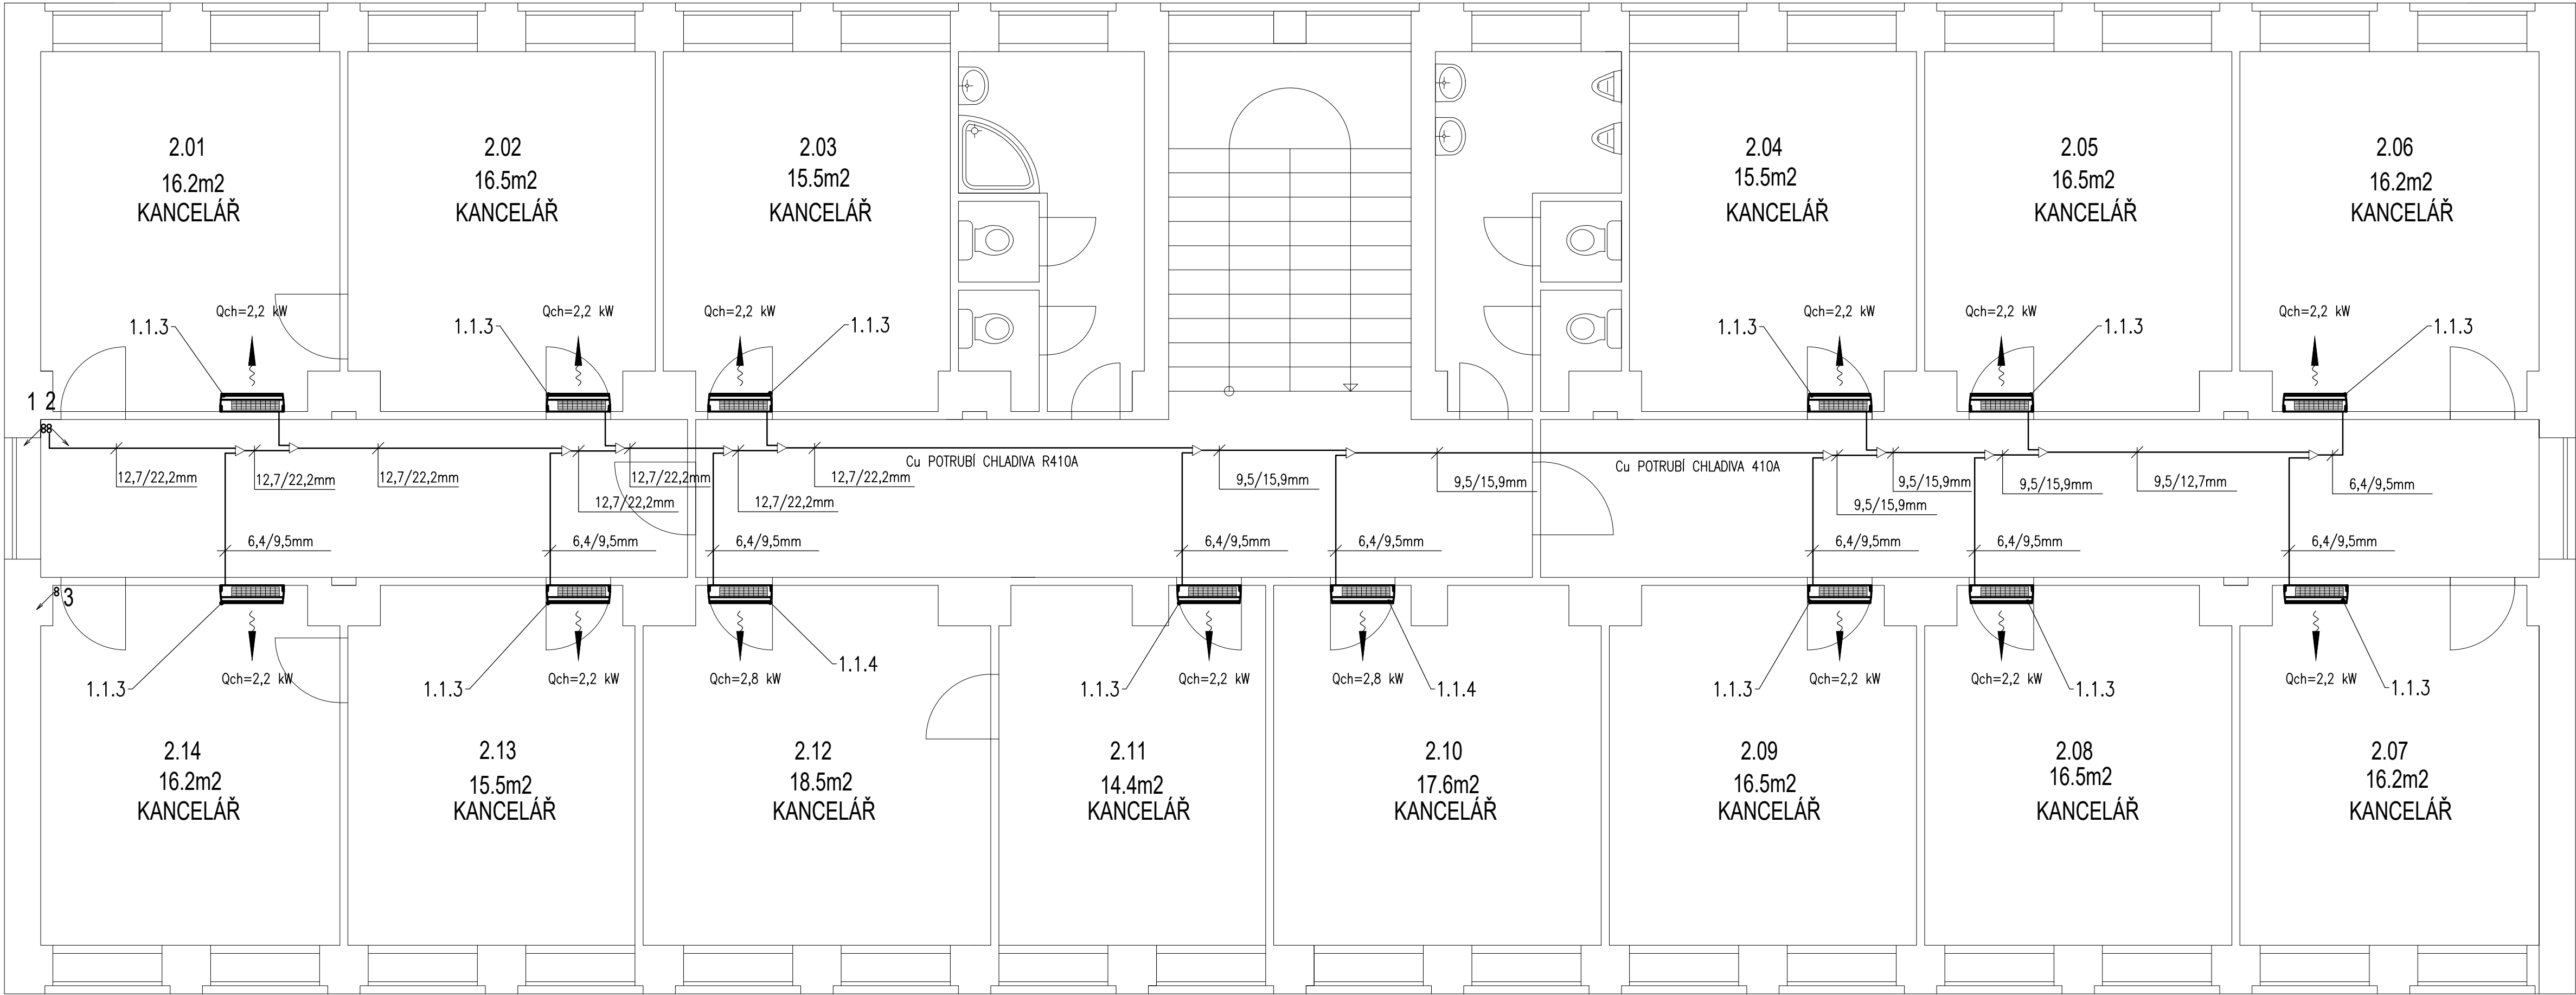 2.01
16.2m2
KANCELÁŘ
2.02
16.5m2
KANCELÁŘ
2.03
15.5m2
KANCELÁŘ
2.04
15.5m2
KANCELÁŘ
2.05
16.5m2
KANCELÁŘ
2.06
16.2m2
KANCELÁŘ
Qch=2,2 kW
1.1.3
Qch=2,2 kW
1.1.3
Qch=2,2 kW
1.1.3
Qch=2,2 kW
1.1.3
Qch=2,2 kW
1.1.3
Qch=2,2 kW
1.1.3
1 2
12,7/22,2mm
12,7/22,2mm
12,7/22,2mm
12,7/22,2mm
12,7/22,2mm
12,7/22,2mm
12,7/22,2mm
Cu POTRUBÍ CHLADIVA R410A
9,5/15,9mm
9,5/15,9mm
Cu POTRUBÍ CHLADIVA 410A
9,5/15,9mm
9,5/15,9mm
9,5/15,9mm
9,5/12,7mm
6,4/9,5mm
6,4/9,5mm
6,4/9,5mm
6,4/9,5mm
6,4/9,5mm
6,4/9,5mm
6,4/9,5mm
6,4/9,5mm
6,4/9,5mm
3
1.1.3
Qch=2,2 kW
1.1.3
Qch=2,2 kW
Qch=2,8 kW
1.1.4
1.1.3
Qch=2,2 kW
Qch=2,8 kW
1.1.4
1.1.3
Qch=2,2 kW
Qch=2,2 kW
1.1.3
Qch=2,2 kW
1.1.3
2.14
16.2m2
KANCELÁŘ
2.13
15.5m2
KANCELÁŘ
2.12
18.5m2
KANCELÁŘ
2.11
14.4m2
KANCELÁŘ
2.10
17.6m2
KANCELÁŘ
2.09
16.5m2
KANCELÁŘ
2.08
16.5m2
KANCELÁŘ
2.07
16.2m2
KANCELÁŘ